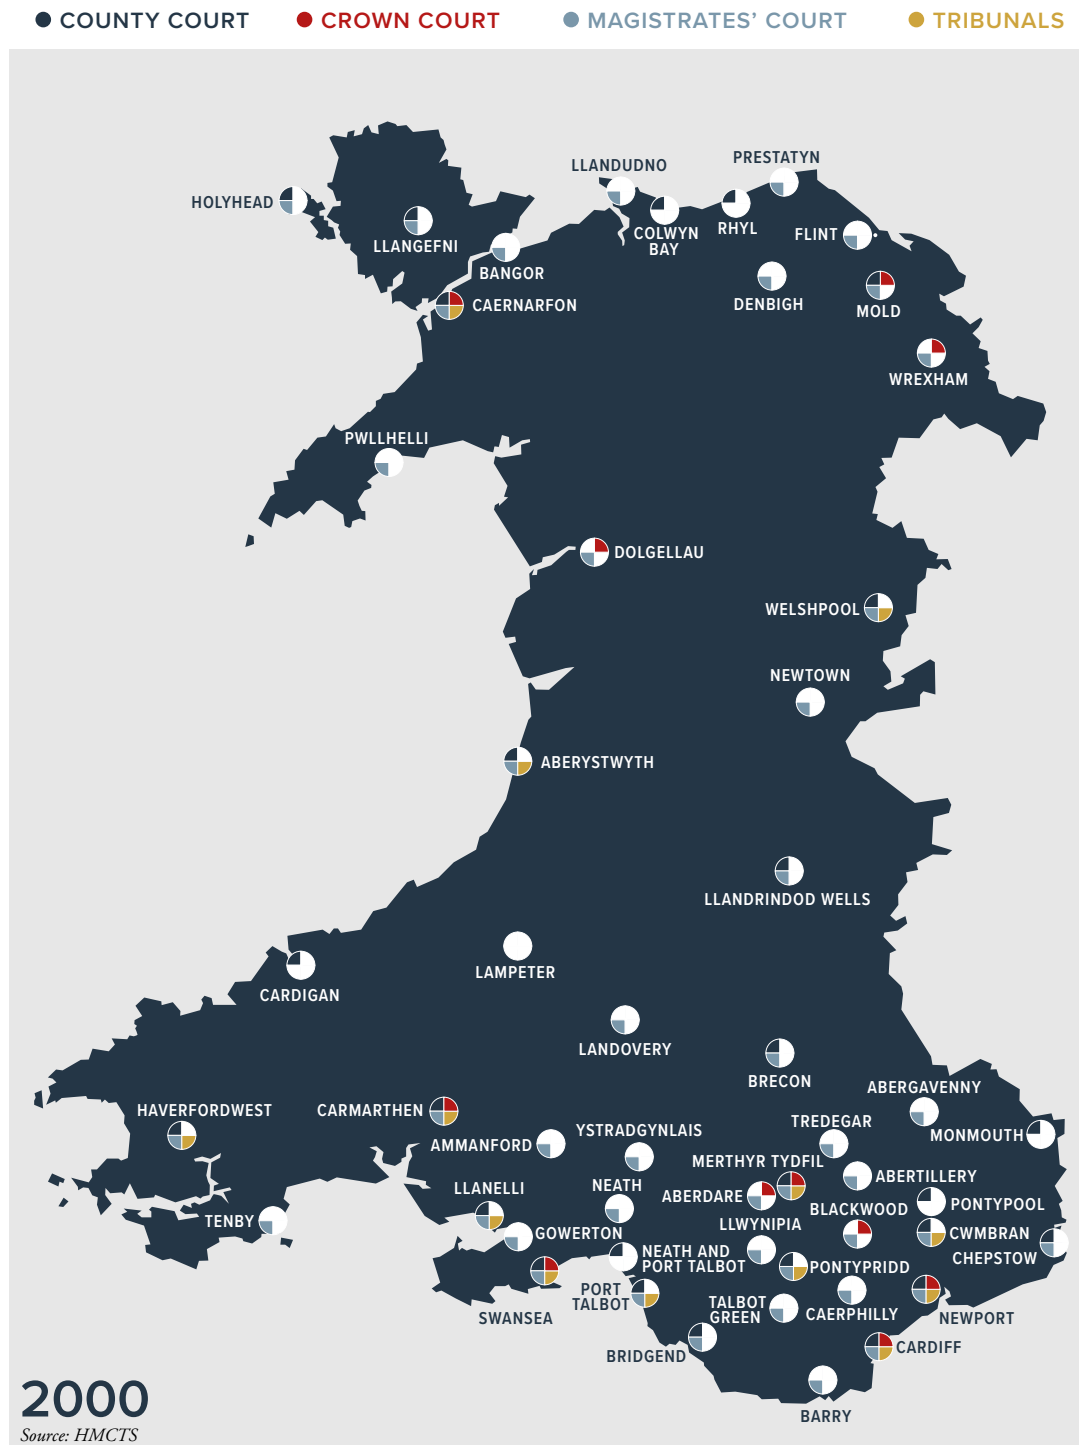 COUNTY COURT
CROWN COURT
MAGISTRATES’ COURT
TRIBUNALS
LLANDUDNO
PRESTATYN
HOLYHEAD
LLANGEFNI
BANGOR
COLWYN
BAY
RHYL
FLINT
CAERNARFON
DENBIGH
MOLD
WREXHAM
PWLLHELLI
DOLGELLAU
WELSHPOOL
NEWTOWN
ABERYSTWYTH
LLANDRINDOD WELLS
LAMPETER
CARDIGAN
LANDOVERY
BRECON
ABERGAVENNY
HAVERFORDWEST
CARMARTHEN
AMMANFORD
YSTRADGYNLAIS
TREDEGAR
MONMOUTH
MERTHYR TYDFIL
ABERTILLERY
LLANELLI
NEATH
ABERDARE
BLACKWOOD
PONTYPOOL
TENBY
GOWERTON
LLWYNIPIA
CWMBRAN
NEATH AND
PORT TALBOT
PONTYPRIDD
CHEPSTOW
PORT
TALBOT
TALBOT
GREEN
CAERPHILLY
NEWPORT
SWANSEA
BRIDGEND
CARDIFF
BARRY
2000
Source: HMCTS